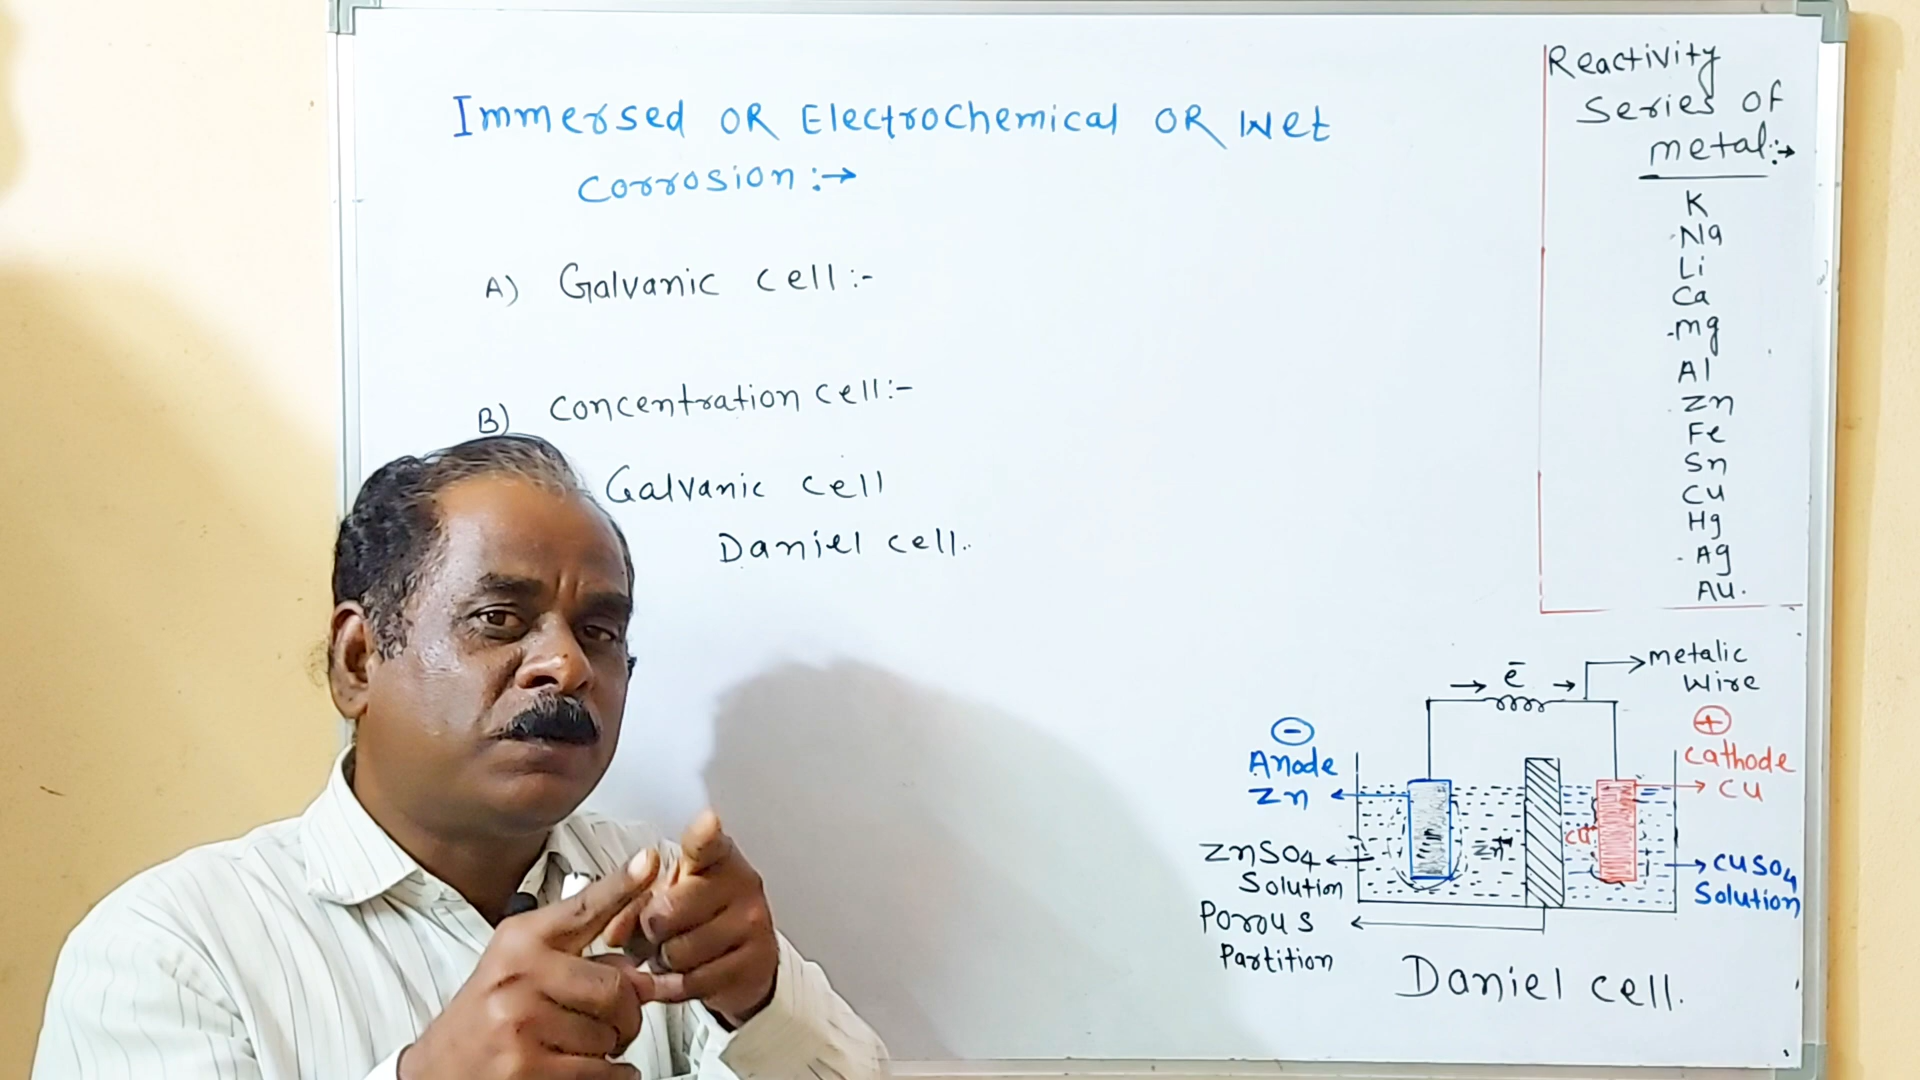 Immersed OR Electrochemical OR Wet
Corrosion:→
A) Galvanic cell:-
B) Concentration cell:-
Galvanic cell
Daniel cell..
Reactivity
Series of
metal:→
K
Na
Li
Ca
mg
Al
Zn
Fe
Sn
Cu
Hg
Ag
Au.
metalic
Wire
→ ē →
−
Anode
Zn
+
Cathode
Cu
ZnSO4
Solution
Porous
Partition
Zn++
CUSO4
Solution
Daniel cell.